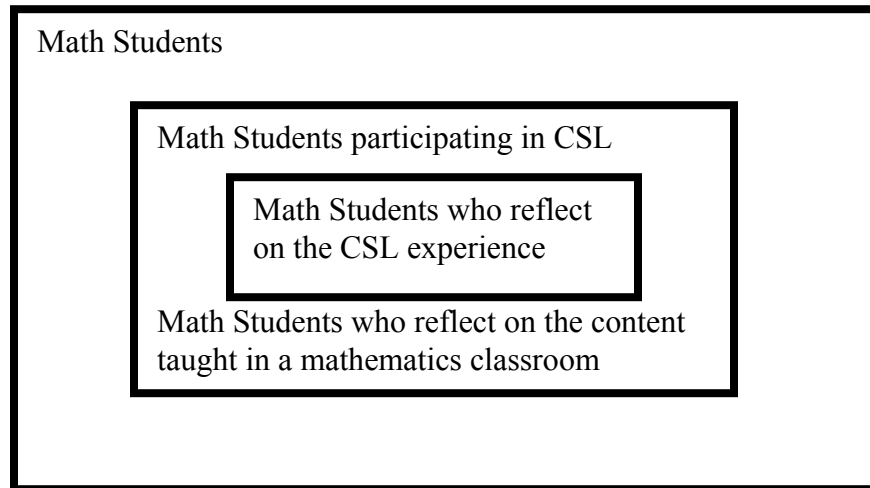 Math Students
Math Students participating in CSL
Math Students who reflect
on the CSL experience
Math Students who reflect on the content
taught in a mathematics classroom